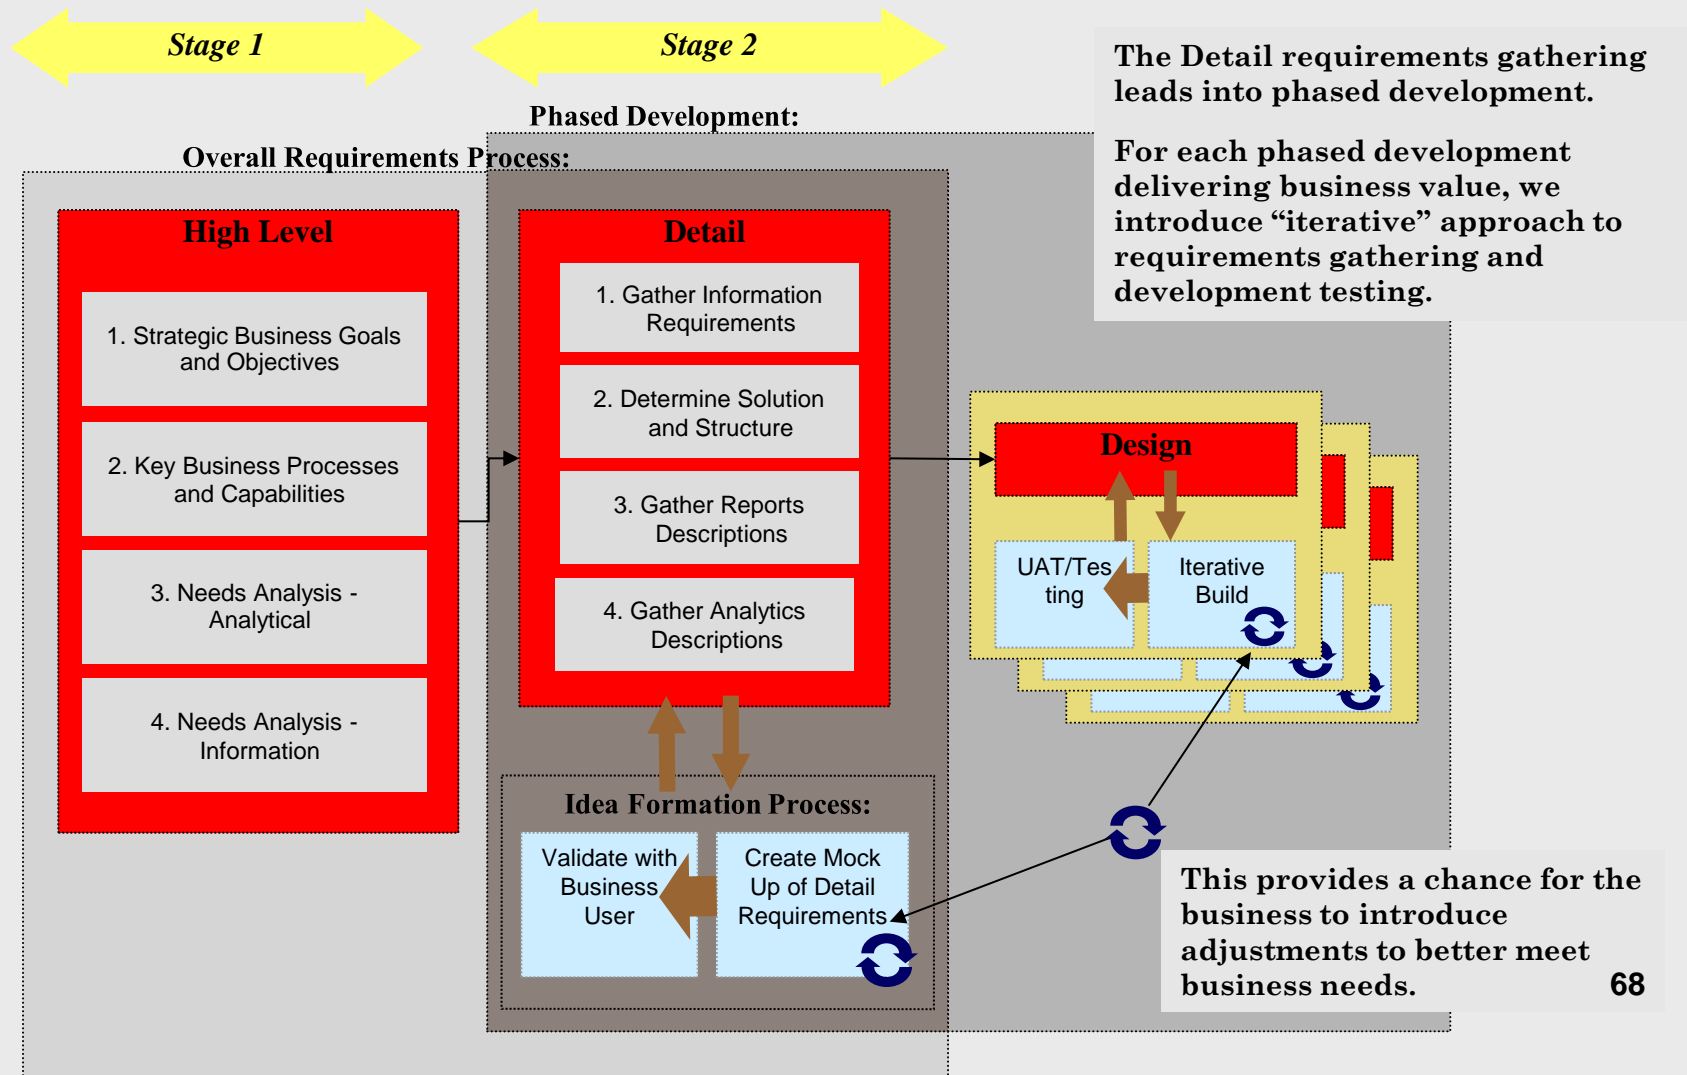 Stage 1
Stage 2
The Detail requirements gathering
leads into phased development.
For each phased development
delivering business value, we
introduce “iterative” approach to
requirements gathering and
development testing.
Phased Development:
Overall Requirements Process:
High Level
1. Strategic Business Goals
and Objectives
2. Key Business Processes
and Capabilities
3. Needs Analysis -
Analytical
4. Needs Analysis -
Information
Detail
1. Gather Information
Requirements
2. Determine Solution
and Structure
3. Gather Reports
Descriptions
4. Gather Analytics
Descriptions
Design
UAT/Tes
ting
Iterative
Build
Idea Formation Process:
Validate with
Business
User
Create Mock
Up of Detail
Requirements
This provides a chance for the
business to introduce
adjustments to better meet
business needs.
68